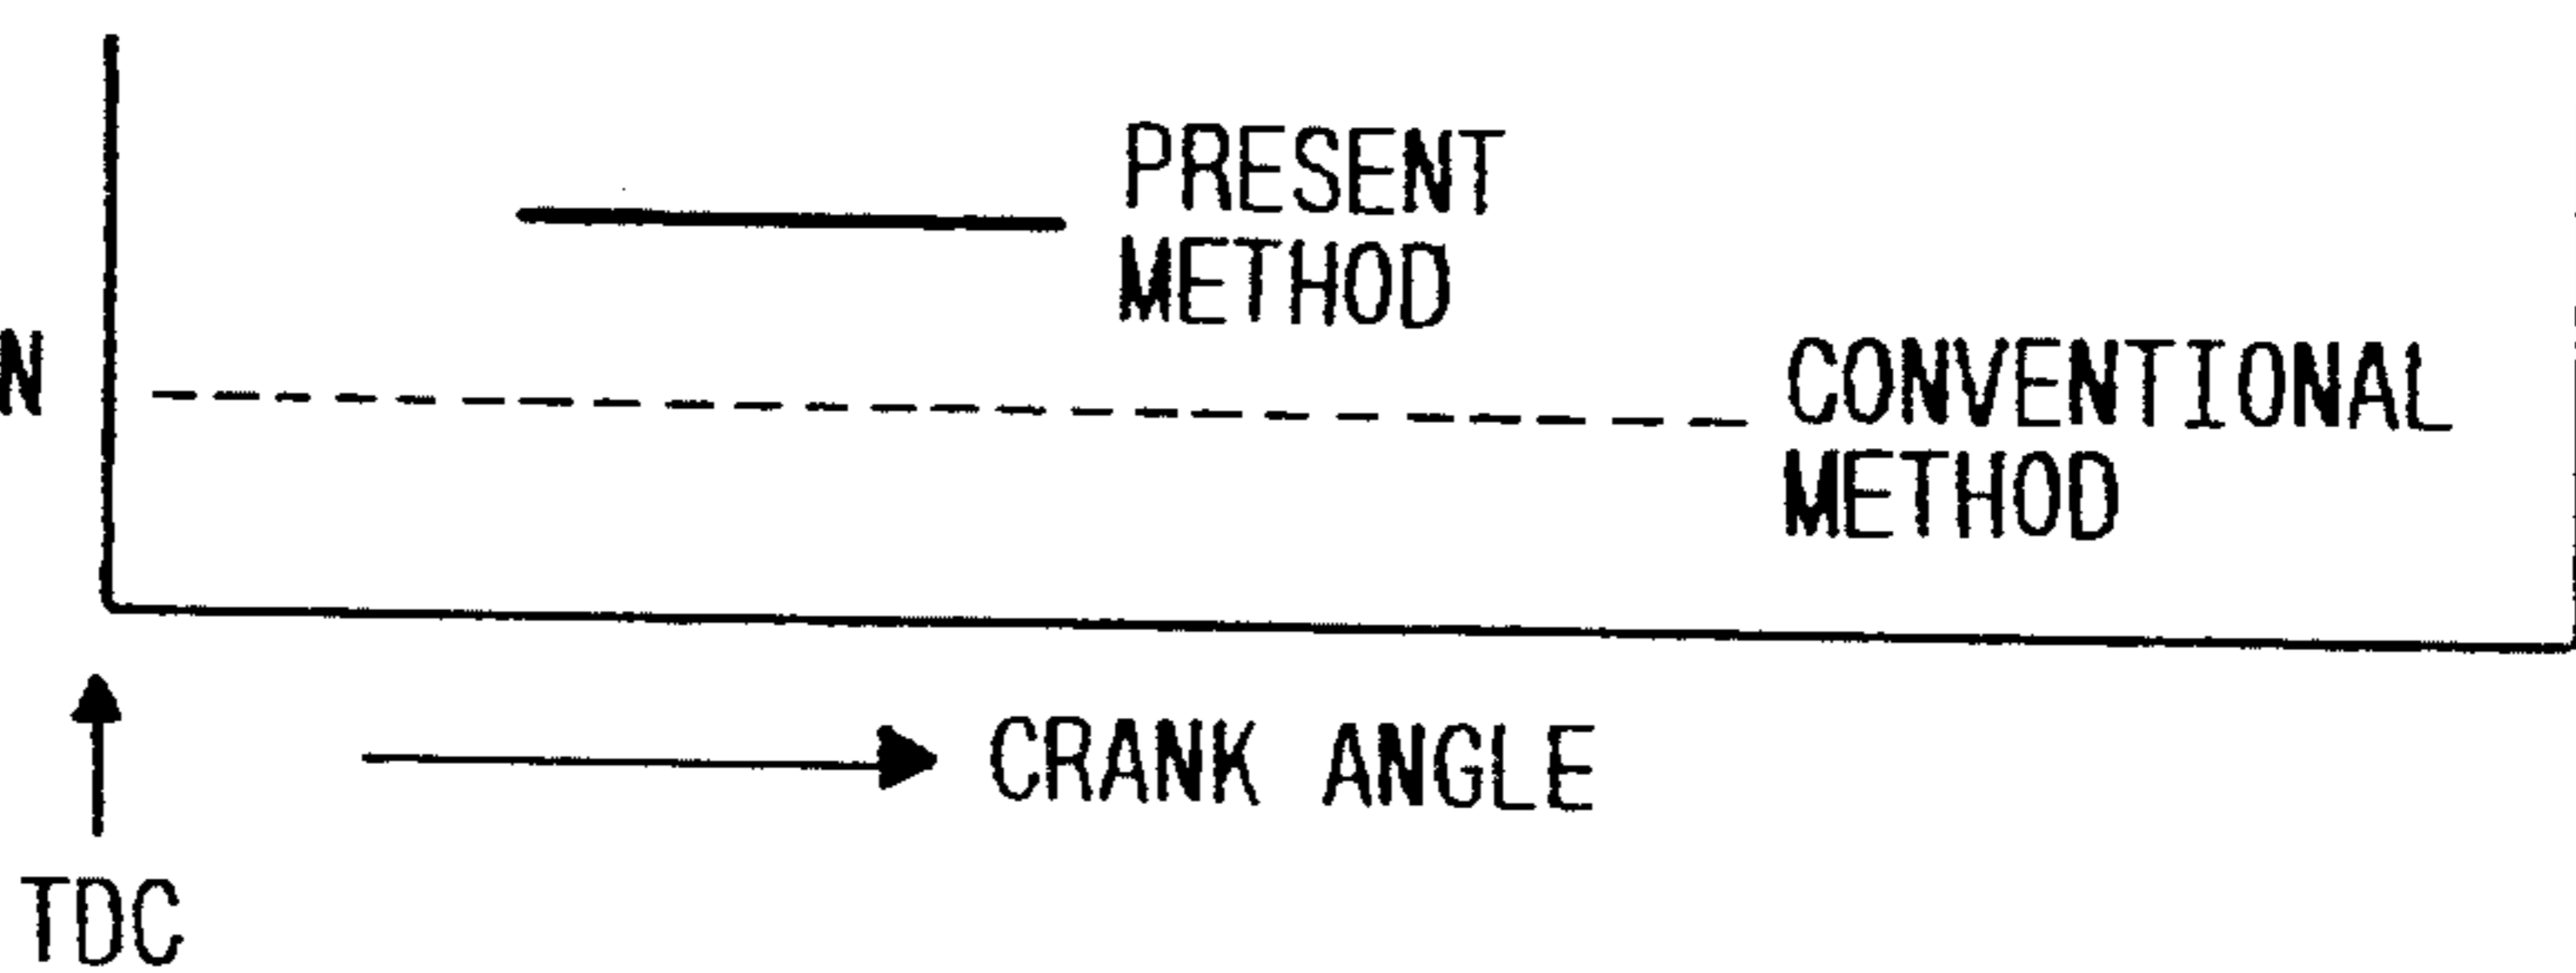 PRESENT
METHOD
N
CONVENTIONAL
METHOD
CRANK ANGLE
TDC